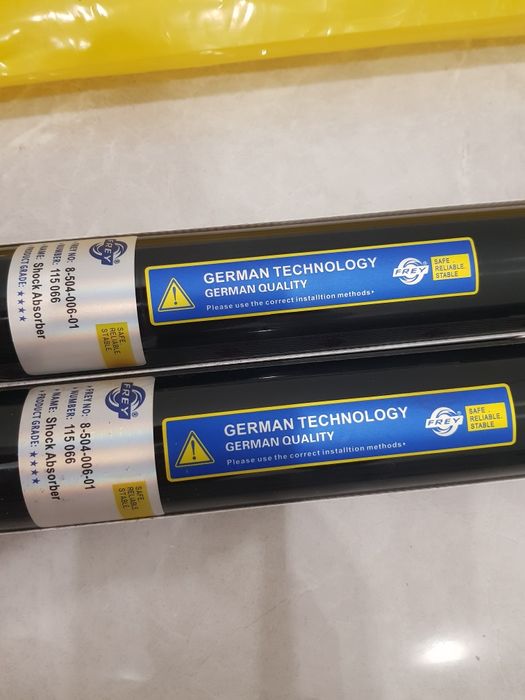 FREY®
FREY NO: 8-504-006-01
NUMBER: 115 066
NAME: Shock Absorber
PRODUCT GRADE: ★★★★
SAFE
RELIABLE
STABLE
GERMAN TECHNOLOGY
GERMAN QUALITY
Please use the correct installtion methods
FREY®
SAFE
RELIABLE.
STABLE
FREY®
FREY NO: 8-504-006-01
NUMBER: 115 066
NAME: Shock Absorber
PRODUCT GRADE: ★★★★
SAFE
RELIABLE
STABLE
GERMAN TECHNOLOGY
GERMAN QUALITY
Please use the correct installtion methods
FREY®
SAFE
RELIABLE.
STABLE